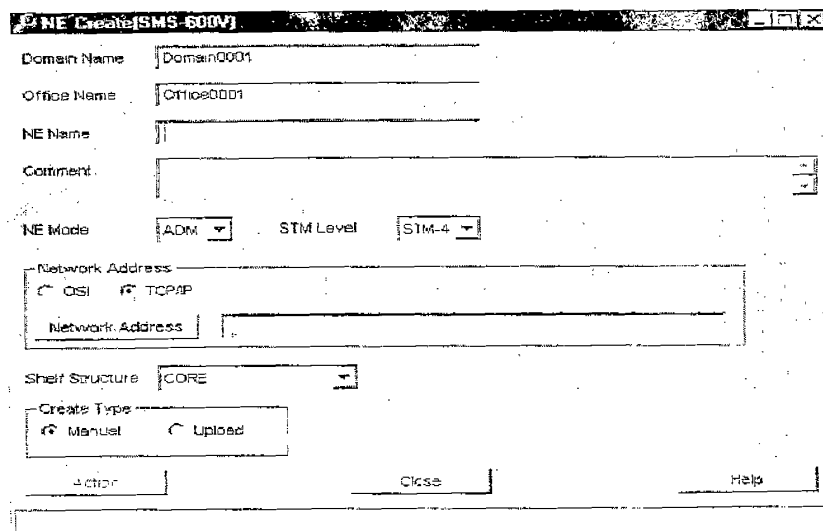 NE Create[SMS-600V]
Domain Name Domain0001
Office Name Office0001
NE Name
Comment
NE Mode ADM STM Level STM-4
Network Address
OSI TCP/IP
Network Address
Shelf Structure CORE
Create Type
Manual Upload
Action Close Help